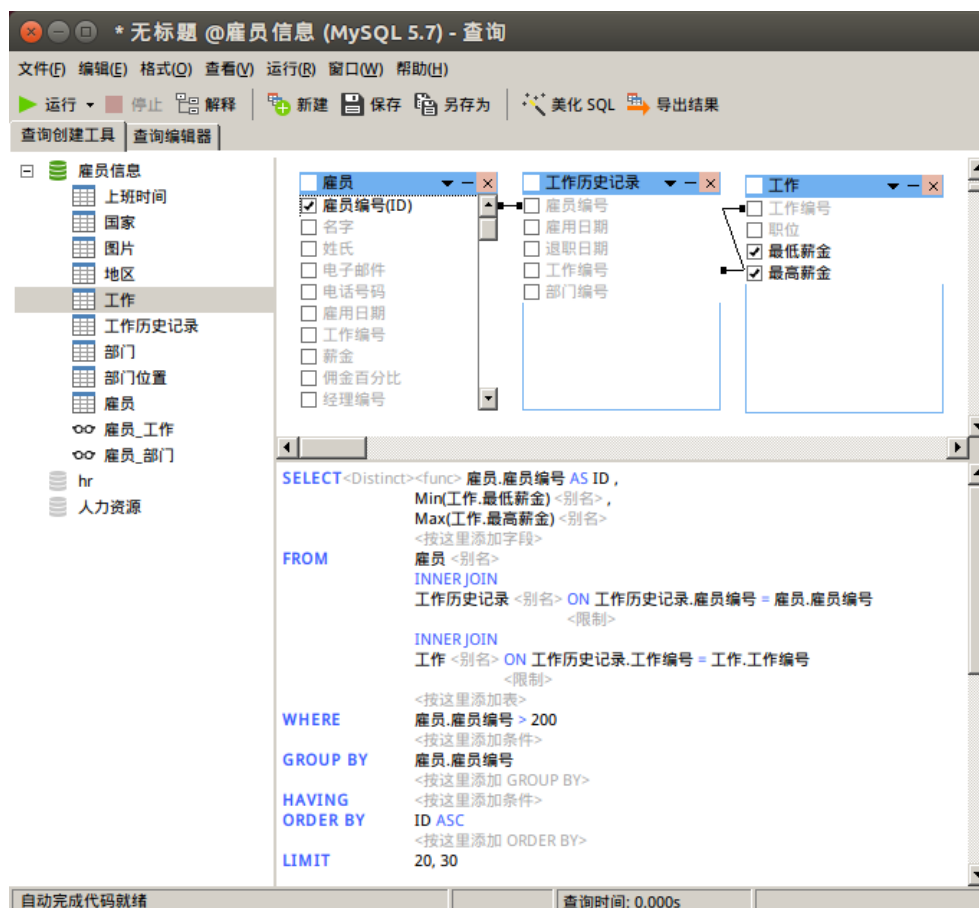 * 无标题 @雇员信息 (MySQL 5.7) - 查询
文件(F) 编辑(E) 格式(O) 查看(V) 运行(R) 窗口(W) 帮助(H)
运行 停止 解释 新建 保存 另存为 美化 SQL 导出结果
查询创建工具 查询编辑器
雇员信息
上班时间
国家
图片
地区
工作
工作历史记录
部门
部门位置
雇员
雇员_工作
雇员_部门
hr
人力资源
雇员
雇员编号(ID)
名字
姓氏
电子邮件
电话号码
雇用日期
工作编号
薪金
佣金百分比
经理编号
工作历史记录
雇员编号
雇用日期
退职日期
工作编号
部门编号
工作
工作编号
职位
最低薪金
最高薪金
SELECT<Distinct><func> 雇员.雇员编号 AS ID ,
Min(工作.最低薪金) <别名> ,
Max(工作.最高薪金) <别名>
<按这里添加字段>
FROM 雇员 <别名>
INNER JOIN
工作历史记录 <别名> ON 工作历史记录.雇员编号 = 雇员.雇员编号
<限制>
INNER JOIN
工作 <别名> ON 工作历史记录.工作编号 = 工作.工作编号
<限制>
<按这里添加表>
WHERE 雇员.雇员编号 > 200
<按这里添加条件>
GROUP BY 雇员.雇员编号
<按这里添加 GROUP BY>
HAVING <按这里添加条件>
ORDER BY ID ASC
<按这里添加 ORDER BY>
LIMIT 20, 30
自动完成代码就绪 查询时间: 0.000s